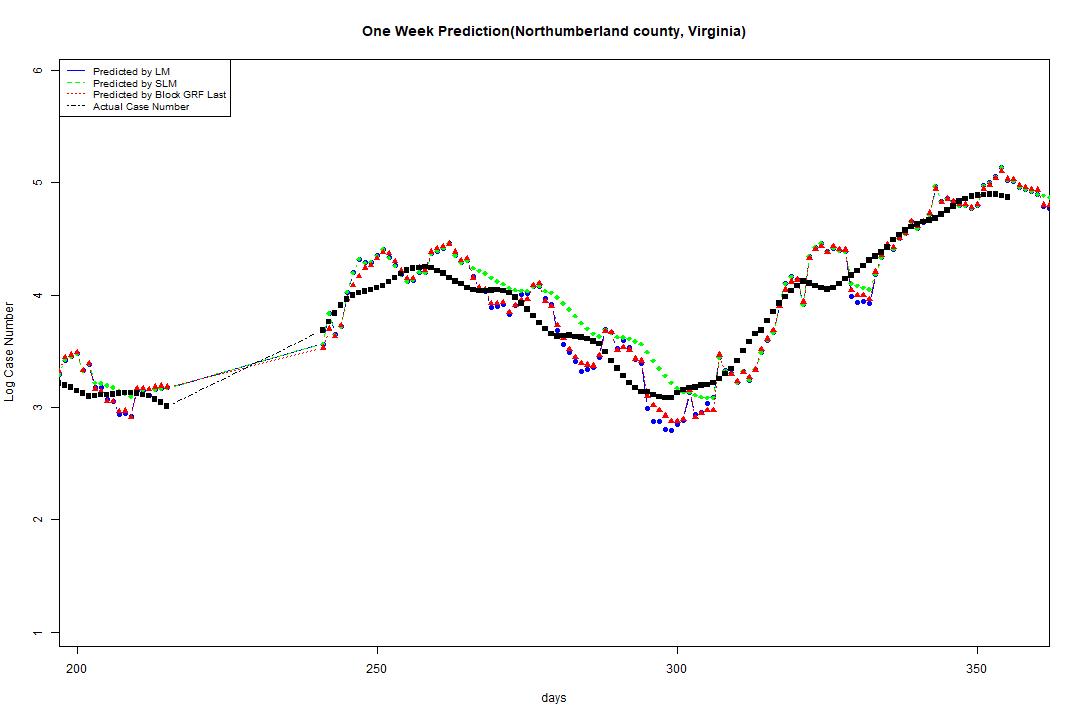 One Week Prediction(Northumberland county, Virginia)
Predicted by LM
Predicted by SLM
Predicted by Block GRF Last
Actual Case Number
Log Case Number
6
5
4
3
2
1
200 250 300 350
days